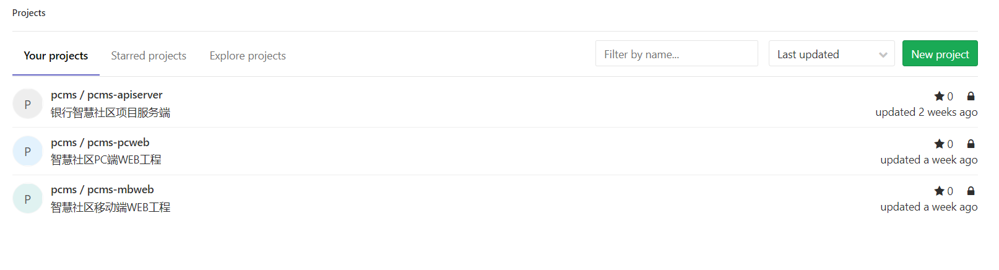 Projects
Your projects Starred projects Explore projects Filter by name... Last updated New project
P pcms / pcms-apiserver 0
银行智慧社区项目服务端 updated 2 weeks ago
P pcms / pcms-pcweb 0
智慧社区PC端WEB工程 updated a week ago
P pcms / pcms-mbweb 0
智慧社区移动端WEB工程 updated a week ago